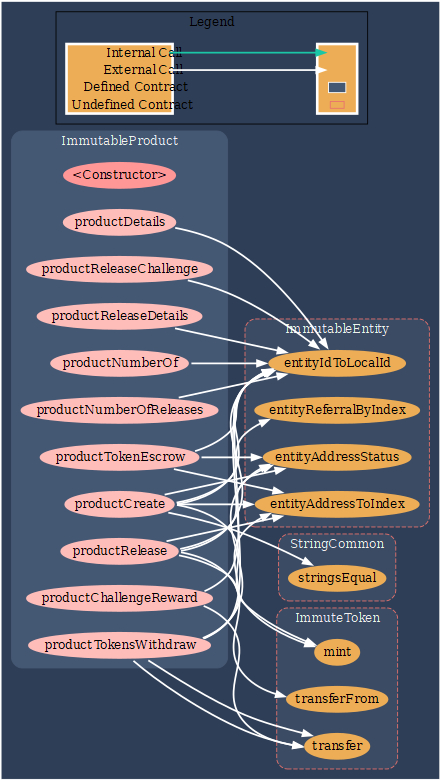 Legend
Internal Call
External Call
Defined Contract
Undefined Contract
ImmutableProduct
<Constructor>
productDetails
productReleaseChallenge
productReleaseDetails
productNumberOf
productNumberOfReleases
productTokenEscrow
productCreate
productRelease
productChallengeReward
productTokensWithdraw
ImmutableEntity
entityIdToLocalId
entityReferralByIndex
entityAddressStatus
entityAddressToIndex
StringCommon
stringsEqual
ImmuteToken
mint
transferFrom
transfer